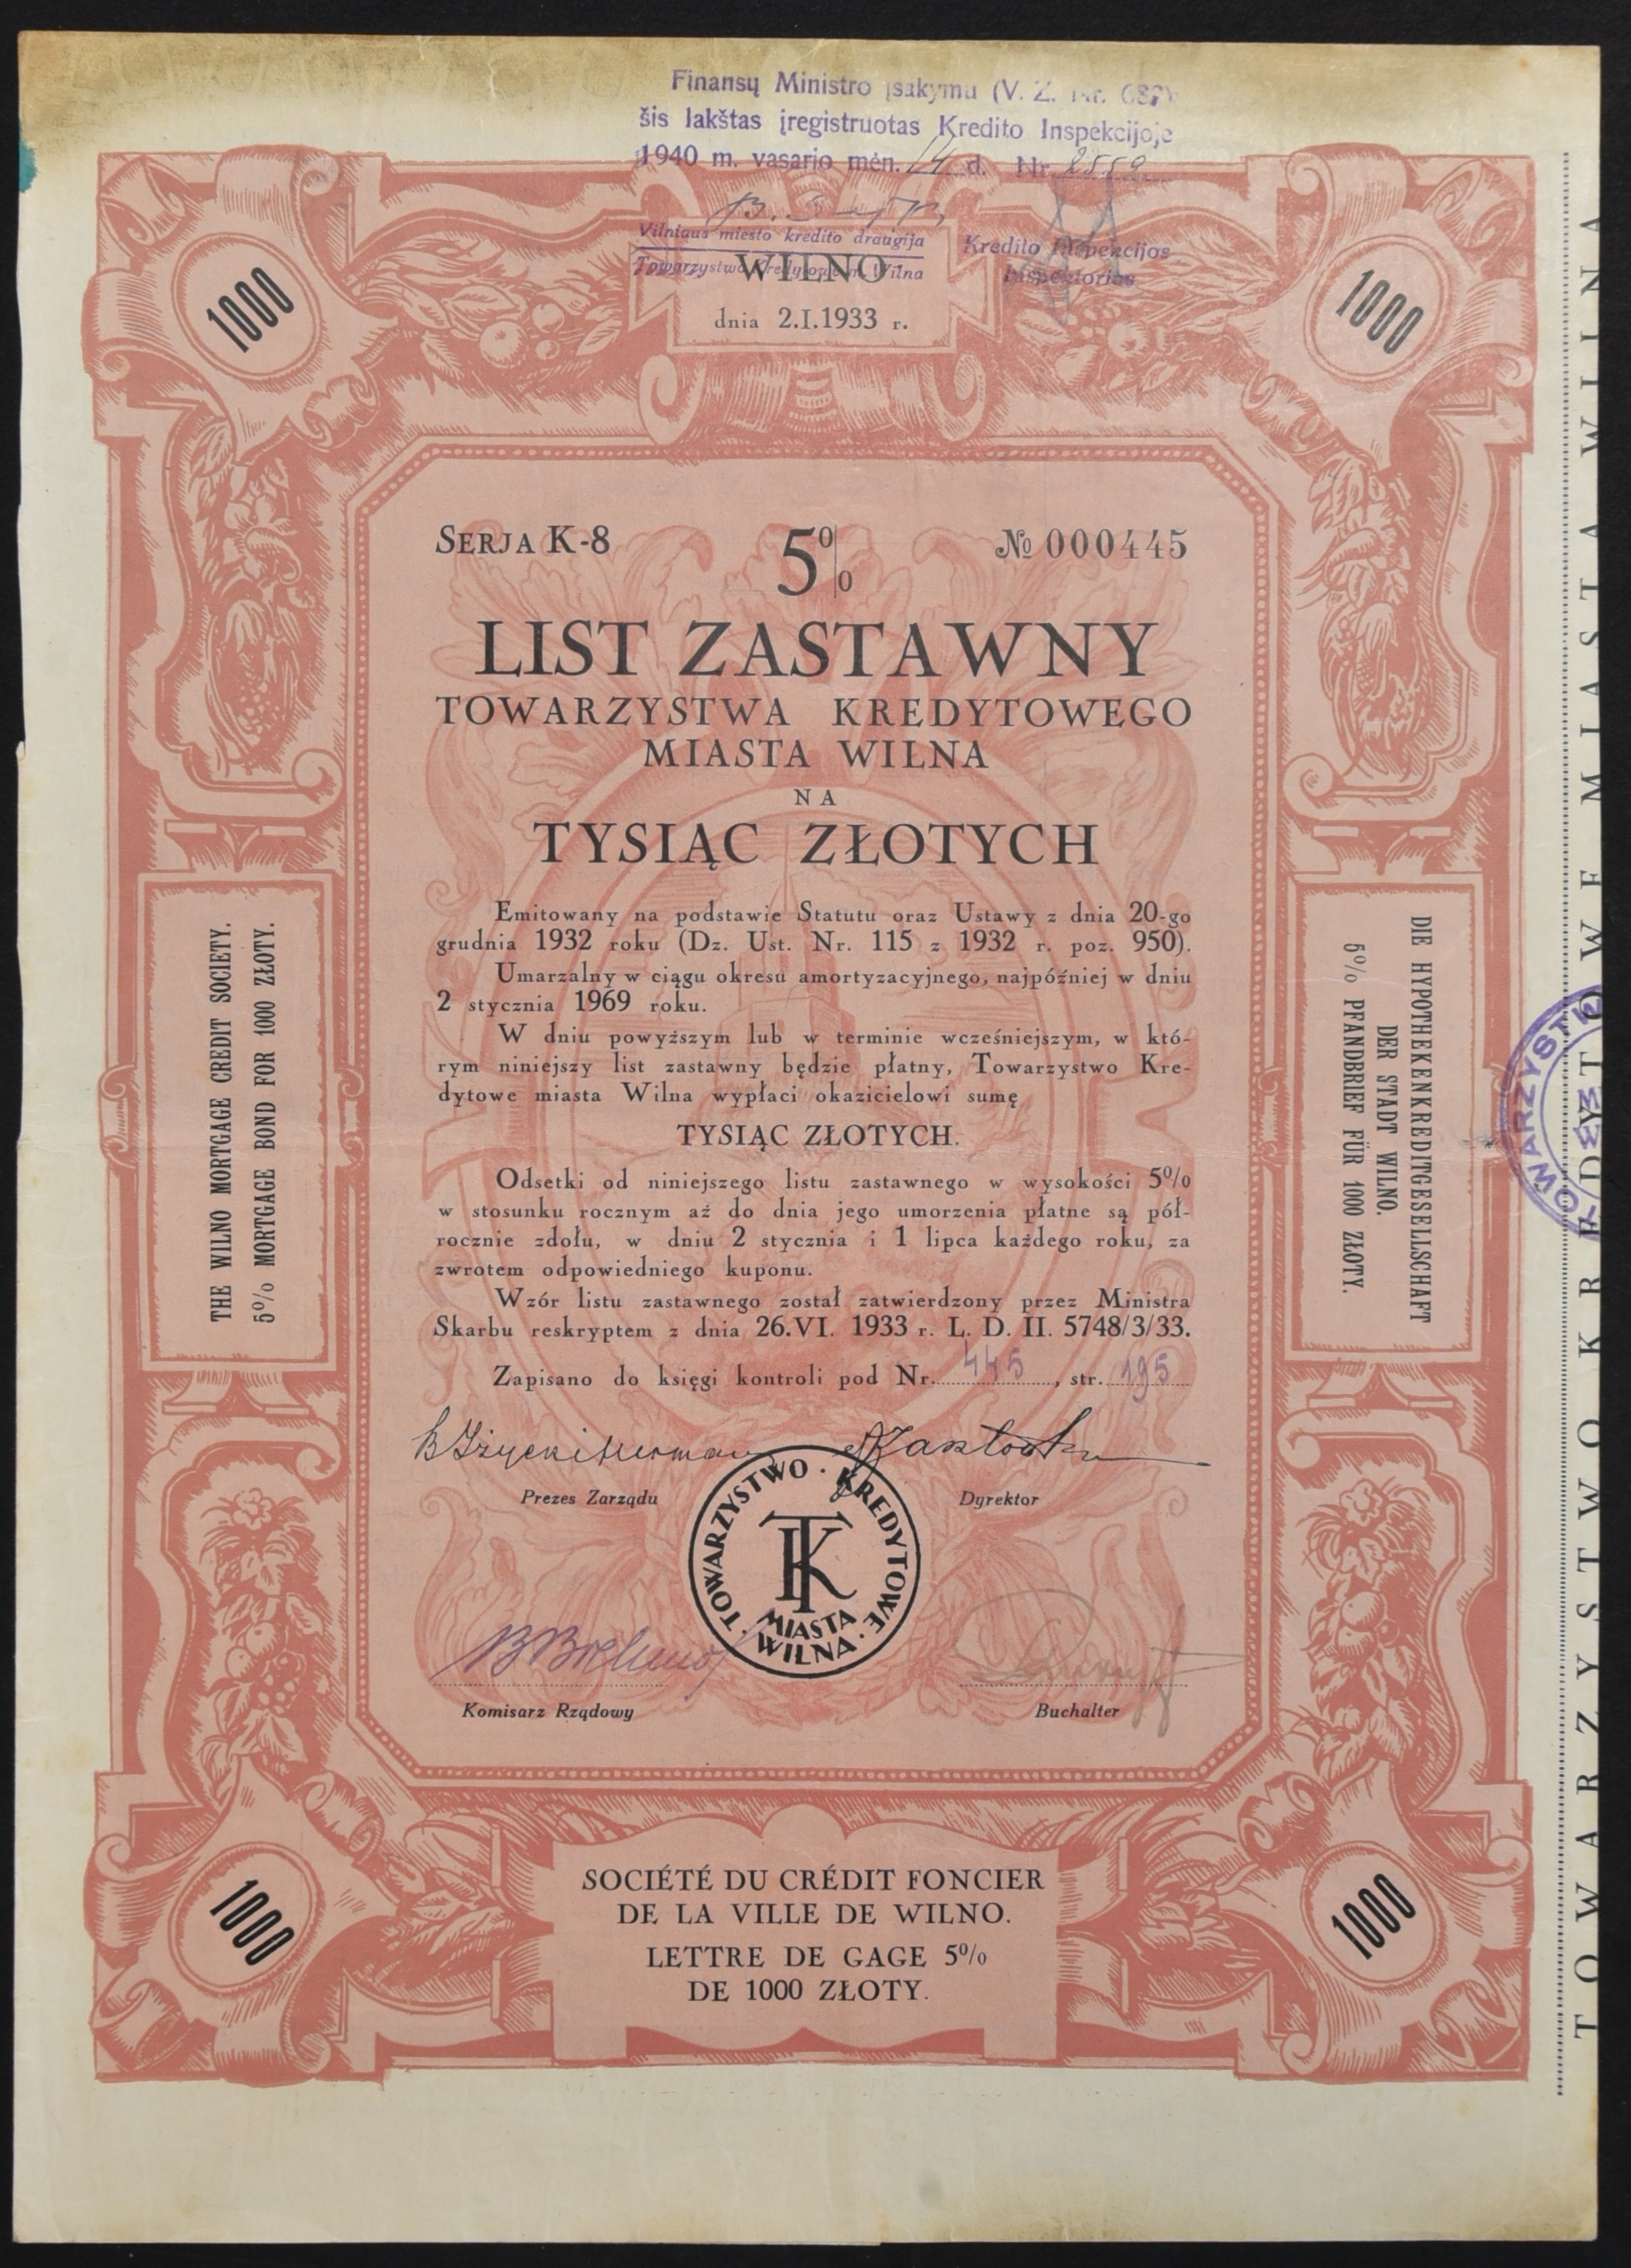 Finansų Ministro įsakymu (V. Z. Nr. 689)
šis lakštas įregistruotas Kredito Inspekcijoje
1940 m. vasario mėn. 14 d. Nr. 2559
Vilniaus miesto kredito draugija
Towarzystwo Kredytowe m. Wilna
Kredito Inspekcijos
Inspektorius
WILNO
dnia 2.I.1933 r.
1000
1000
SERJA K-8
5%
№ 000445
LIST ZASTAWNY
TOWARZYSTWA KREDYTOWEGO
MIASTA WILNA
NA
TYSIĄC ZŁOTYCH
Emitowany na podstawie Statutu oraz Ustawy z dnia 20-go
grudnia 1932 roku (Dz. Ust. Nr. 115 z 1932 r. poz. 950).
Umarzalny w ciągu okresu amortyzacyjnego, najpóźniej w dniu
2 stycznia 1969 roku.
W dniu powyższym lub w terminie wcześniejszym, w któ-
rym niniejszy list zastawny będzie płatny, Towarzystwo Kre-
dytowe miasta Wilna wypłaci okazicielowi sumę
TYSIĄC ZŁOTYCH.
Odsetki od niniejszego listu zastawnego w wysokości 5%
w stosunku rocznym aż do dnia jego umorzenia płatne są pół-
rocznie zdołu, w dniu 2 stycznia i 1 lipca każdego roku, za
zwrotem odpowiedniego kuponu.
Wzór listu zastawnego został zatwierdzony przez Ministra
Skarbu reskryptem z dnia 26.VI. 1933 r. L. D. II. 5748/3/33.
Zapisano do księgi kontroli pod Nr. 445, str. 195
Prezes Zarządu
Dyrektor
TOWARZYSTWO · KREDYTOWE ·
TK
MIASTA
WILNA
Komisarz Rządowy
Buchalter
THE WILNO MORTGAGE CREDIT SOCIETY.
5% MORTGAGE BOND FOR 1000 ZŁOTY.
DIE HYPOTHEKENKREDITGESELLSCHAFT
DER STADT WILNO.
5% PFANDBRIEF FÜR 1000 ZŁOTY.
1000
1000
SOCIÉTÉ DU CRÉDIT FONCIER
DE LA VILLE DE WILNO.
LETTRE DE GAGE 5%
DE 1000 ZŁOTY.
TOWARZYSTWO KREDYTOWE MIASTA WILNA